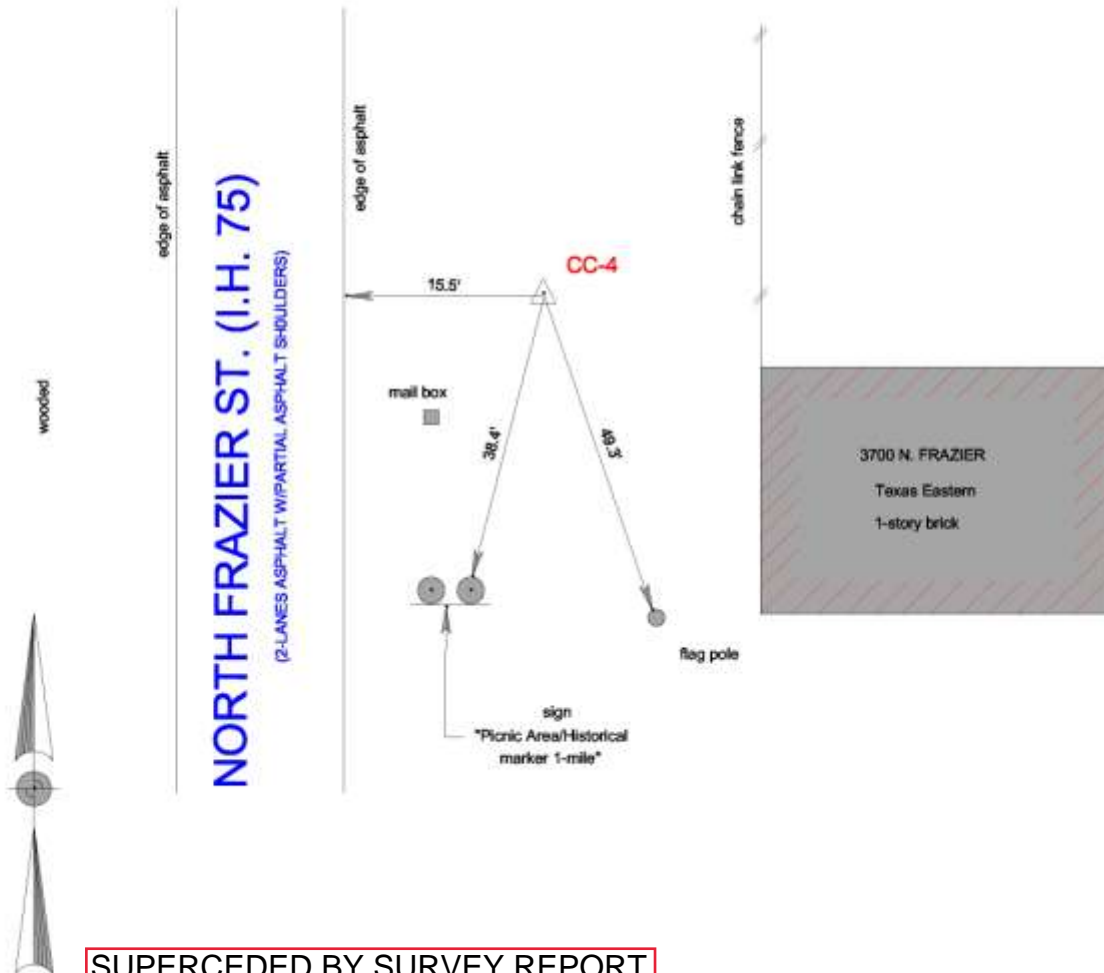 edge of asphalt
edge of asphalt
chain link fence
NORTH FRAZIER ST. (I.H. 75)
(2-LANES ASPHALT W/PARTIAL ASPHALT SHOULDERS)
CC-4
15.5'
wooded
mail box
38.4'
49.3'
3700 N. FRAZIER
Texas Eastern
1-story brick
flag pole
sign
"Picnic Area/Historical
marker 1-mile"
SUPERCEDED BY SURVEY REPORT